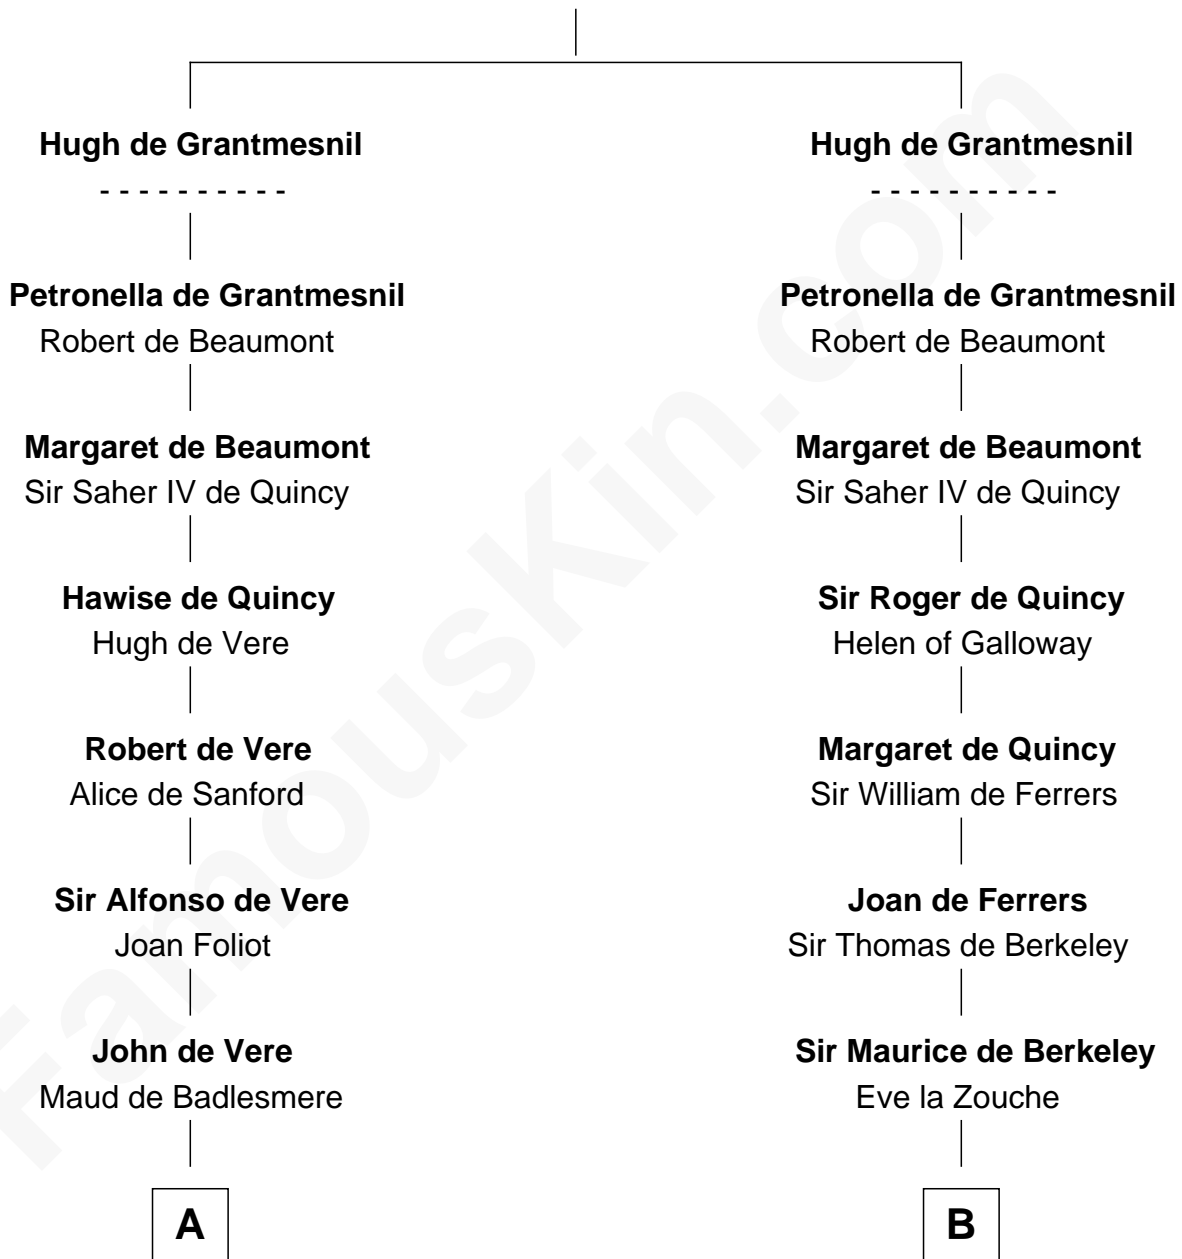 Hugh de Grantmesnil
- - - - - - - - - -
Petronella de Grantmesnil
Robert de Beaumont
Margaret de Beaumont
Sir Saher IV de Quincy
Hawise de Quincy
Hugh de Vere
Robert de Vere
Alice de Sanford
Sir Alfonso de Vere
Joan Foliot
John de Vere
Maud de Badlesmere
A
Hugh de Grantmesnil
- - - - - - - - - -
Petronella de Grantmesnil
Robert de Beaumont
Margaret de Beaumont
Sir Saher IV de Quincy
Sir Roger de Quincy
Helen of Galloway
Margaret de Quincy
Sir William de Ferrers
Joan de Ferrers
Sir Thomas de Berkeley
Sir Maurice de Berkeley
Eve la Zouche
B
FamousKin.com